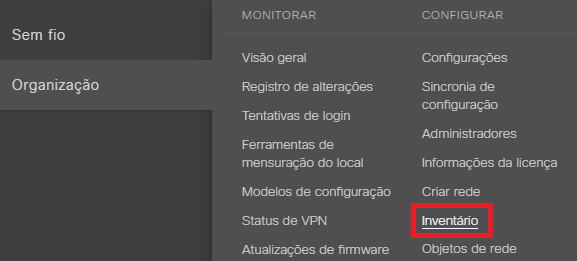 Sem fio
Organização
MONITORAR
Visão geral
Registro de alterações
Tentativas de login
Ferramentas de
mensuração do local
Modelos de configuração
Status de VPN
Atualizações de firmware
CONFIGURAR
Configurações
Sincronia de
configuração
Administradores
Informações da licença
Criar rede
Inventário
Objetos de rede